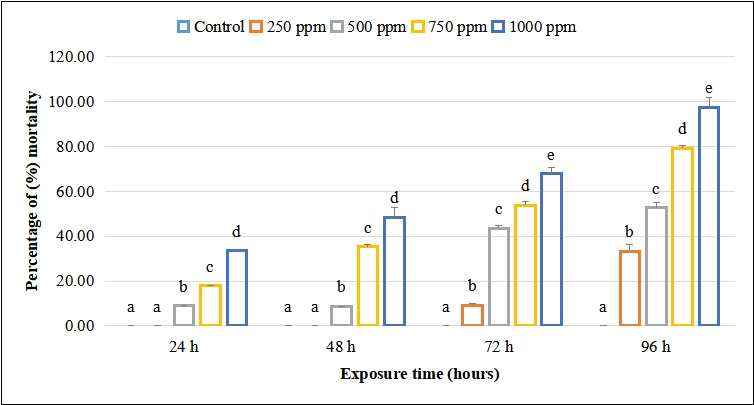 Control 250 ppm 500 ppm 750 ppm 1000 ppm
Percentage of (%) mortality
120.00
100.00
80.00
60.00
40.00
20.00
0.00
a a b c d
a a b c d
a b c d e
a b c d e
24 h 48 h 72 h 96 h
Exposure time (hours)